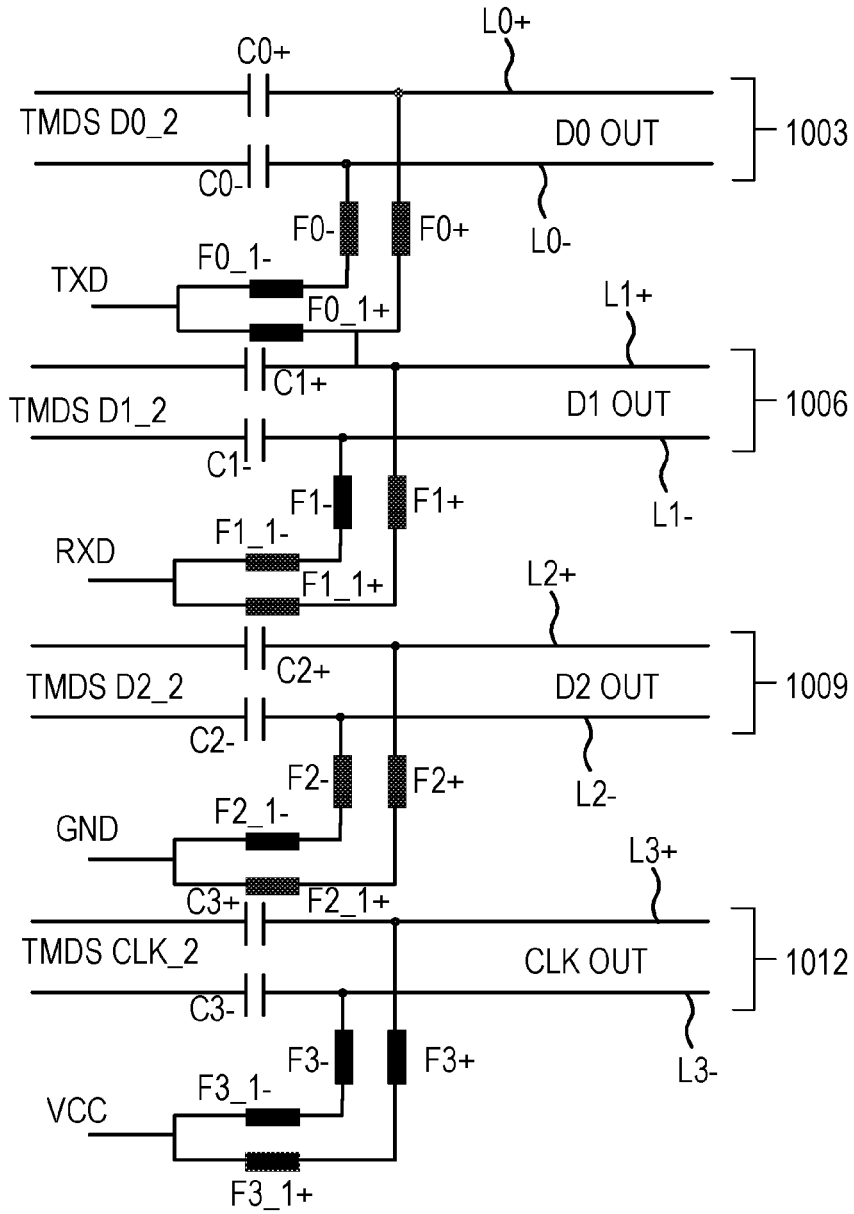 L0+
C0+
TMDS D0_2
D0 OUT
1003
C0-
F0-
F0+
L0-
F0_1-
TXD
F0_1+
L1+
C1+
TMDS D1_2
D1 OUT
1006
C1-
F1-
F1+
L1-
F1_1-
RXD
F1_1+
L2+
C2+
TMDS D2_2
D2 OUT
1009
C2-
F2-
F2+
L2-
F2_1-
GND
L3+
C3+
F2_1+
TMDS CLK_2
CLK OUT
1012
C3-
F3-
F3+
L3-
F3_1-
VCC
F3_1+